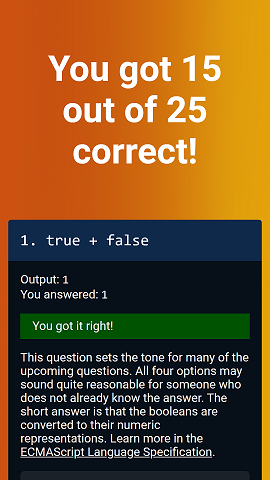 You got 15
out of 25
correct!
1. true + false
Output: 1
You answered: 1
You got it right!
This question sets the tone for many of the
upcoming questions. All four options may
sound quite reasonable for someone who
does not already know the answer. The
short answer is that the booleans are
converted to their numeric
representations. Learn more in the
ECMAScript Language Specification.